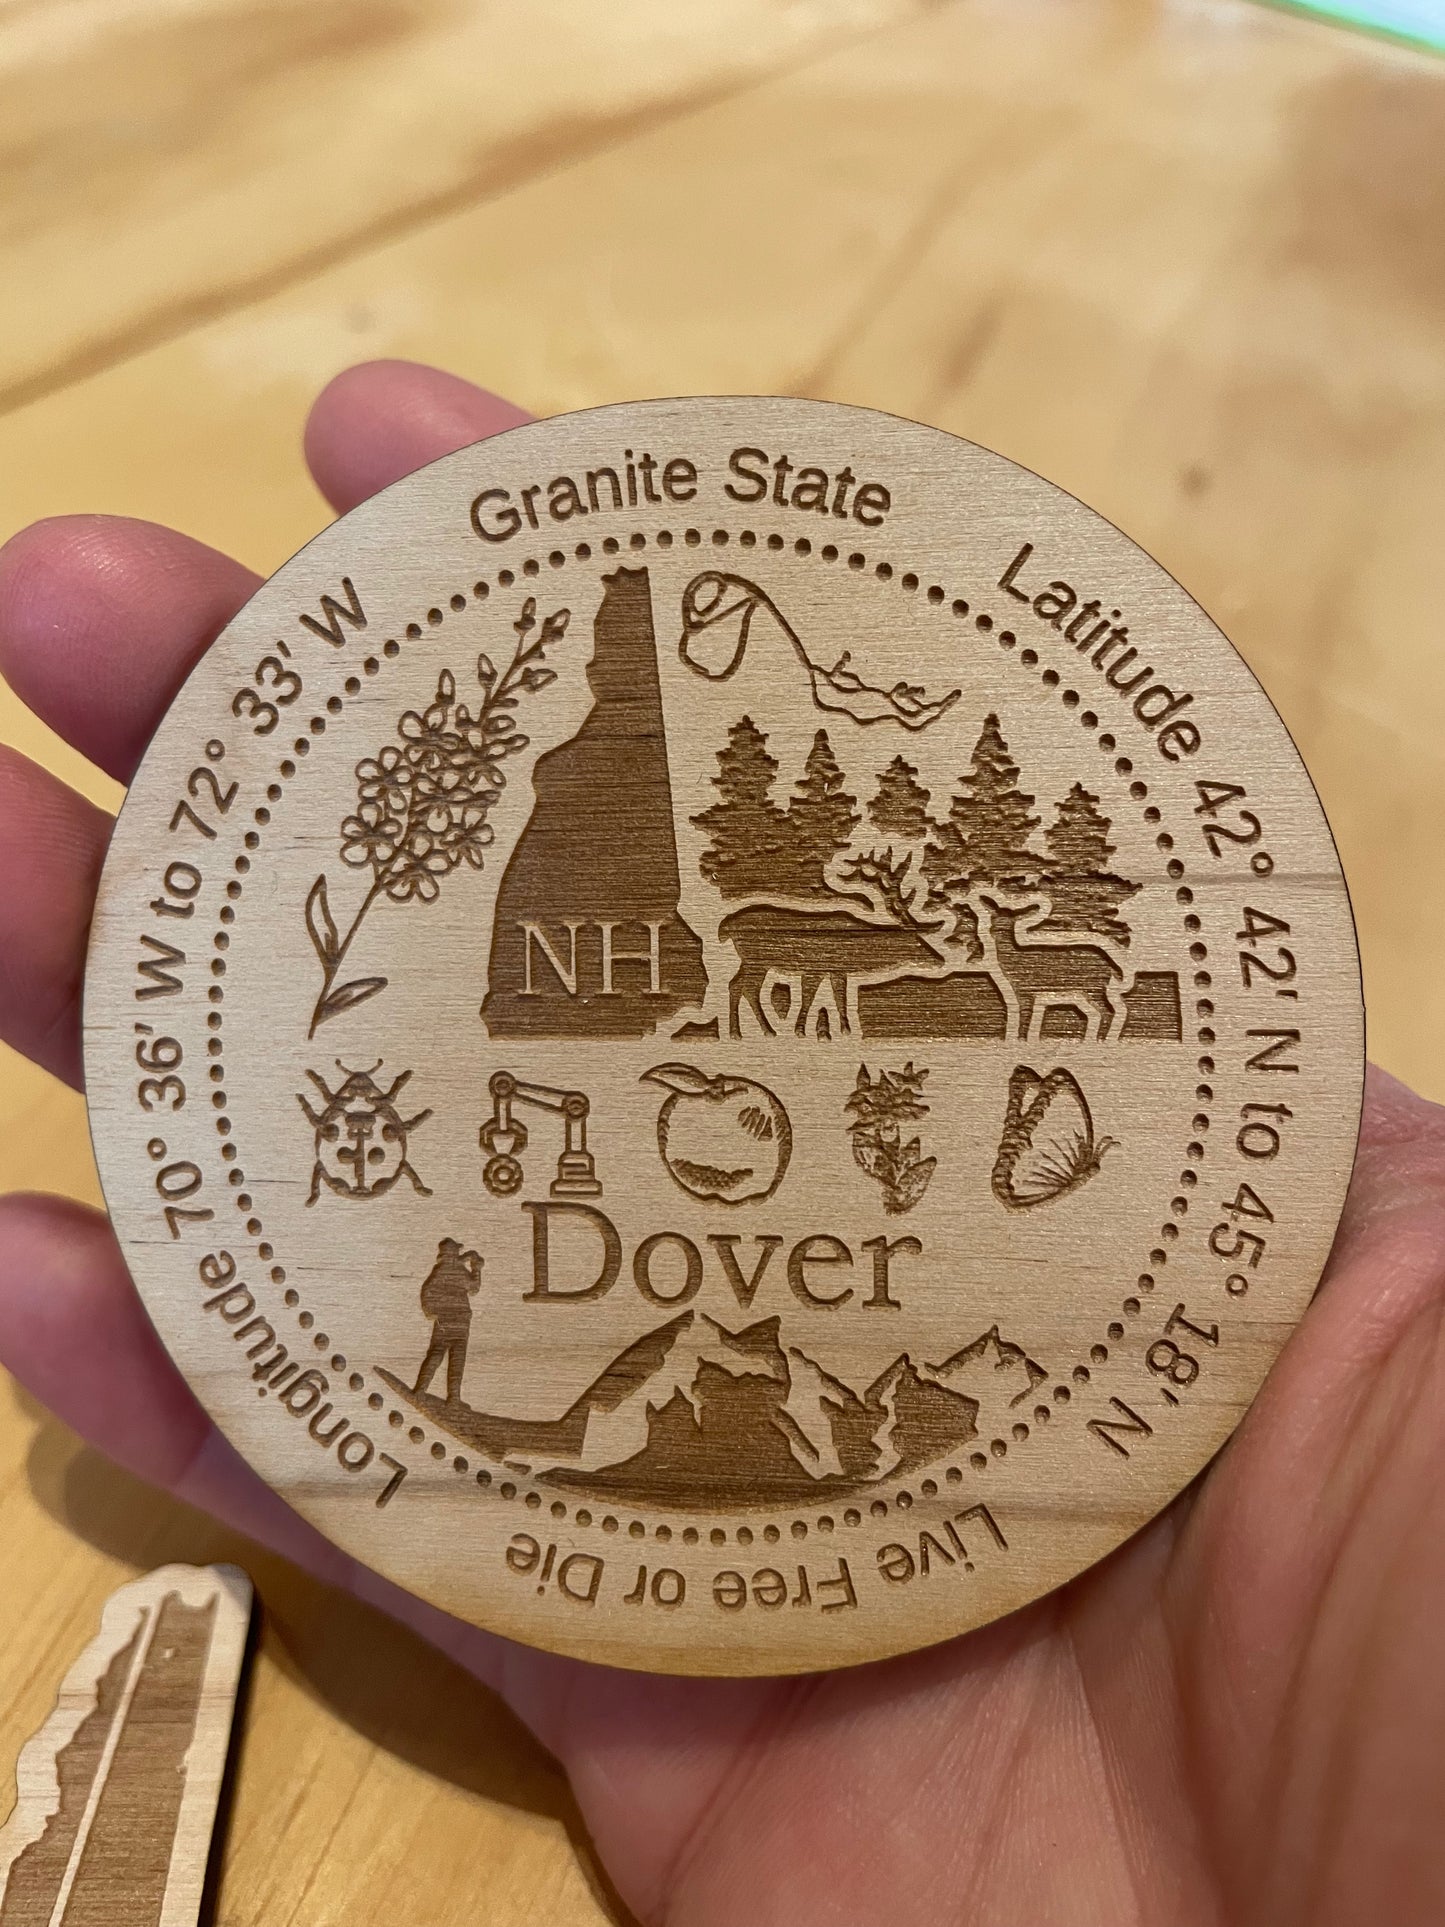 Granite State
Latitude 42° 42' N to 45° 18' N
Live Free or Die
Longitude 70° 36' W to 72° 33' W
NH
Dover